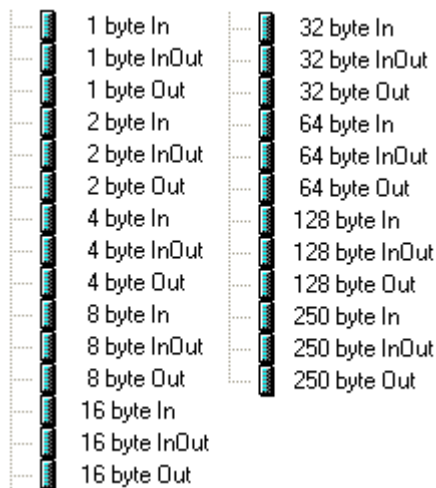 1 byte In
1 byte InOut
1 byte Out
2 byte In
2 byte InOut
2 byte Out
4 byte In
4 byte InOut
4 byte Out
8 byte In
8 byte InOut
8 byte Out
16 byte In
16 byte InOut
16 byte Out
32 byte In
32 byte InOut
32 byte Out
64 byte In
64 byte InOut
64 byte Out
128 byte In
128 byte InOut
128 byte Out
250 byte In
250 byte InOut
250 byte Out